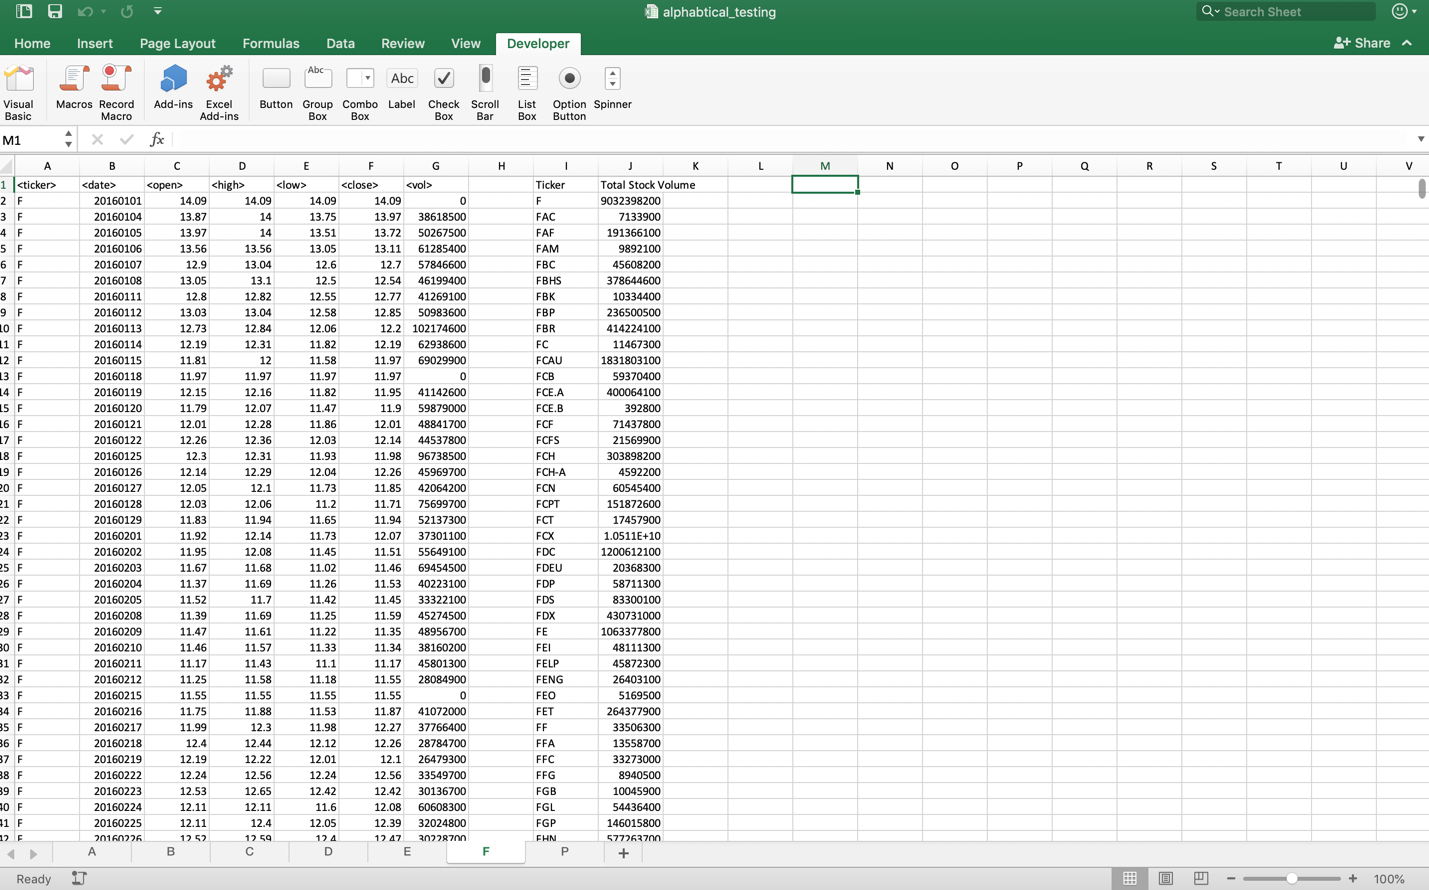 alphabtical_testing
Search Sheet
Home Insert Page Layout Formulas Data Review View Developer
Share
Visual Basic
Macros
Record Macro
Add-ins
Excel Add-ins
Button
Abc
Group Box
Combo Box
Abc
Label
Check Box
Scroll Bar
List Box
Option Button
Spinner
M1 fx
A B C D E F G H I J K L M N O P Q R S T U V
1 <ticker> <date> <open> <high> <low> <close> <vol> Ticker Total Stock Volume
2 F 20160101 14.09 14.09 14.09 14.09 0 F 9032398200
3 F 20160104 13.87 14 13.75 13.97 38618500 FAC 7133900
4 F 20160105 13.97 14 13.51 13.72 50267500 FAF 191366100
5 F 20160106 13.56 13.56 13.05 13.11 61285400 FAM 9892100
6 F 20160107 12.9 13.04 12.6 12.7 57846600 FBC 45608200
7 F 20160108 13.05 13.1 12.5 12.54 46199400 FBHS 378644600
8 F 20160111 12.8 12.82 12.55 12.77 41269100 FBK 10334400
9 F 20160112 13.03 13.04 12.58 12.85 50983600 FBP 236500500
10 F 20160113 12.73 12.84 12.06 12.2 102174600 FBR 414224100
11 F 20160114 12.19 12.31 11.82 12.19 62938600 FC 11467300
12 F 20160115 11.81 12 11.58 11.97 69029900 FCAU 1831803100
13 F 20160118 11.97 11.97 11.97 11.97 0 FCB 59370400
14 F 20160119 12.15 12.16 11.82 11.95 41142600 FCE.A 400064100
15 F 20160120 11.79 12.07 11.47 11.9 59879000 FCE.B 392800
16 F 20160121 12.01 12.28 11.86 12.01 48841700 FCF 71437800
17 F 20160122 12.26 12.36 12.03 12.14 44537800 FCFS 21569900
18 F 20160125 12.3 12.31 11.93 11.98 96738500 FCH 303898200
19 F 20160126 12.14 12.29 12.04 12.26 45969700 FCH-A 4592200
20 F 20160127 12.05 12.1 11.73 11.85 42064200 FCN 60545400
21 F 20160128 12.03 12.06 11.2 11.71 75699700 FCPT 151872600
22 F 20160129 11.83 11.94 11.65 11.94 52137300 FCT 17457900
23 F 20160201 11.92 12.14 11.73 12.07 37301100 FCX 1.0511E+10
24 F 20160202 11.95 12.08 11.45 11.51 55649100 FDC 1200612100
25 F 20160203 11.67 11.68 11.02 11.46 69454500 FDEU 20368300
26 F 20160204 11.37 11.69 11.26 11.53 40223100 FDP 58711300
27 F 20160205 11.52 11.7 11.42 11.45 33322100 FDS 83300100
28 F 20160208 11.39 11.69 11.25 11.59 45274500 FDX 430731000
29 F 20160209 11.47 11.61 11.22 11.35 48956700 FE 1063377800
30 F 20160210 11.46 11.57 11.33 11.34 38160200 FEI 48111300
31 F 20160211 11.17 11.43 11.1 11.17 45801300 FELP 45872300
32 F 20160212 11.25 11.58 11.18 11.55 28084900 FENG 26403100
33 F 20160215 11.55 11.55 11.55 11.55 0 FEO 5169500
34 F 20160216 11.75 11.88 11.53 11.87 41072000 FET 264377900
35 F 20160217 11.99 12.3 11.98 12.27 37766400 FF 33506300
36 F 20160218 12.4 12.44 12.12 12.26 28784700 FFA 13558700
37 F 20160219 12.19 12.22 12.01 12.1 26479300 FFC 33273000
38 F 20160222 12.24 12.56 12.24 12.56 33549700 FFG 8940500
39 F 20160223 12.53 12.65 12.42 12.42 30136700 FGB 10045900
40 F 20160224 12.11 12.11 11.6 12.08 60608300 FGL 54436400
41 F 20160225 12.11 12.4 12.05 12.39 32024800 FGP 146015800
42 F 20160226 12.52 12.59 12.4 12.47 30228700 FHN 577263700
A B C D E F P +
Ready 100%